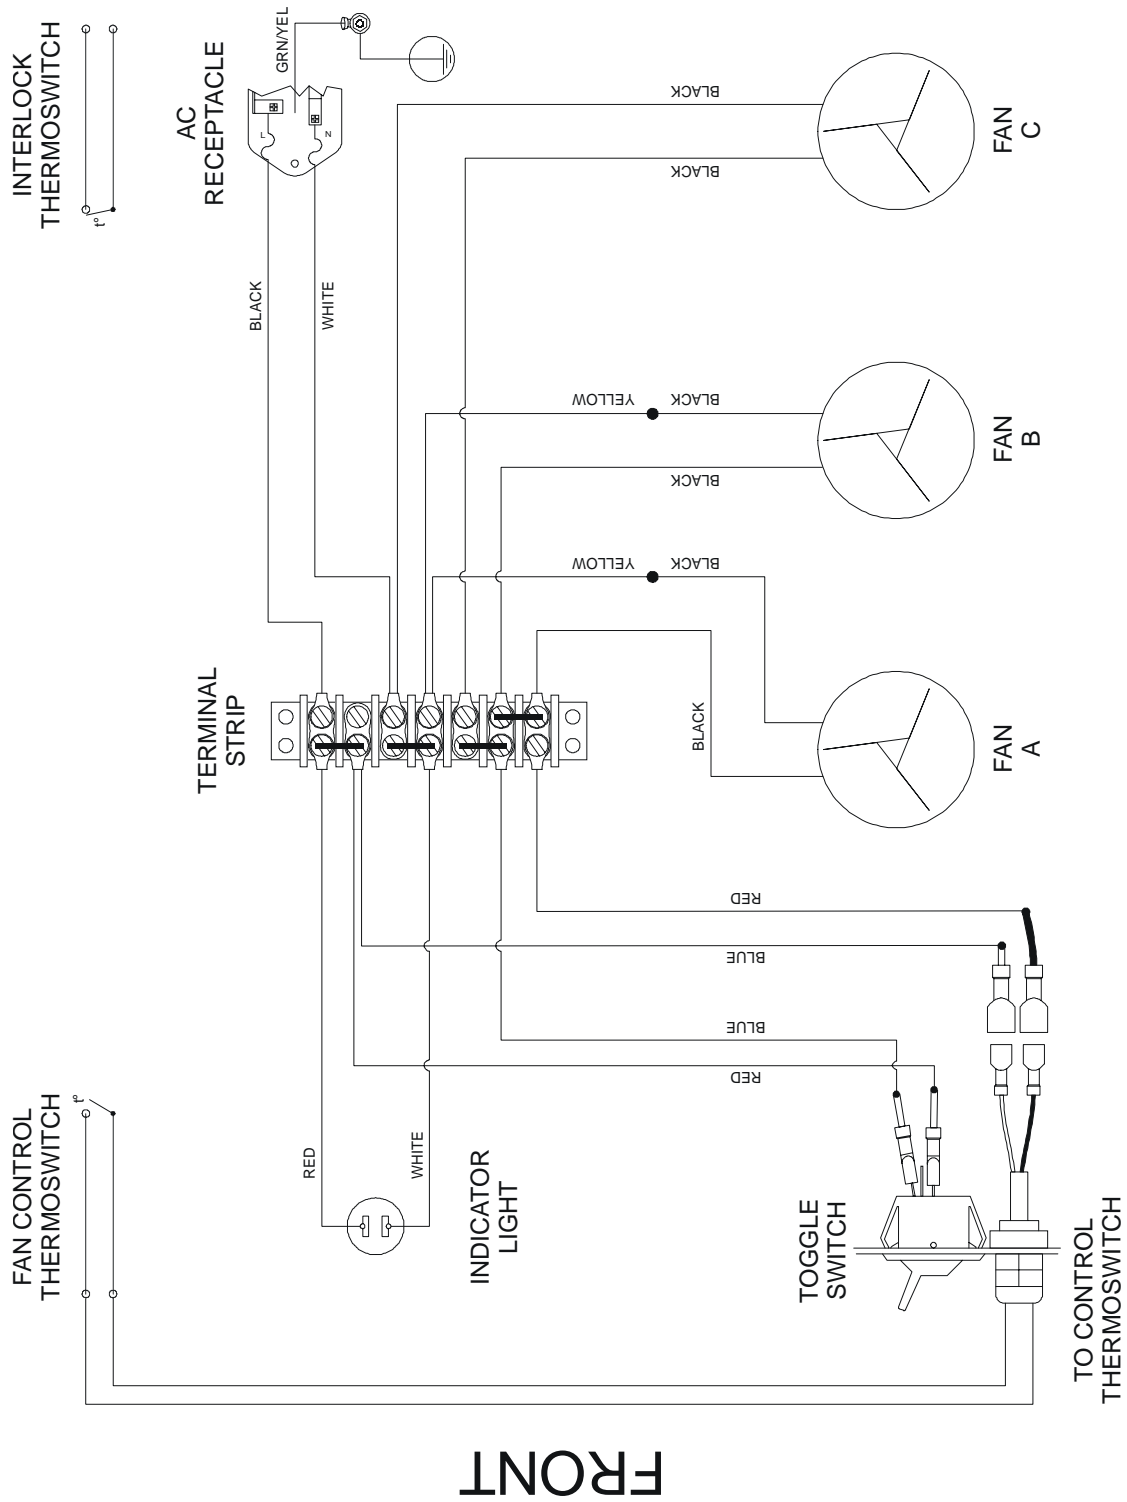 INTERLOCK
THERMOSWITCH
t°
AC
RECEPTACLE
GRN/YEL
L
N
BLACK
WHITE
BLACK
BLACK
FAN
C
YELLOW
BLACK
BLACK
FAN
B
YELLOW
BLACK
BLACK
FAN
A
TERMINAL
STRIP
RED
BLUE
BLUE
RED
FAN CONTROL
THERMOSWITCH
t°
RED
WHITE
INDICATOR
LIGHT
TOGGLE
SWITCH
TO CONTROL
THERMOSWITCH
FRONT